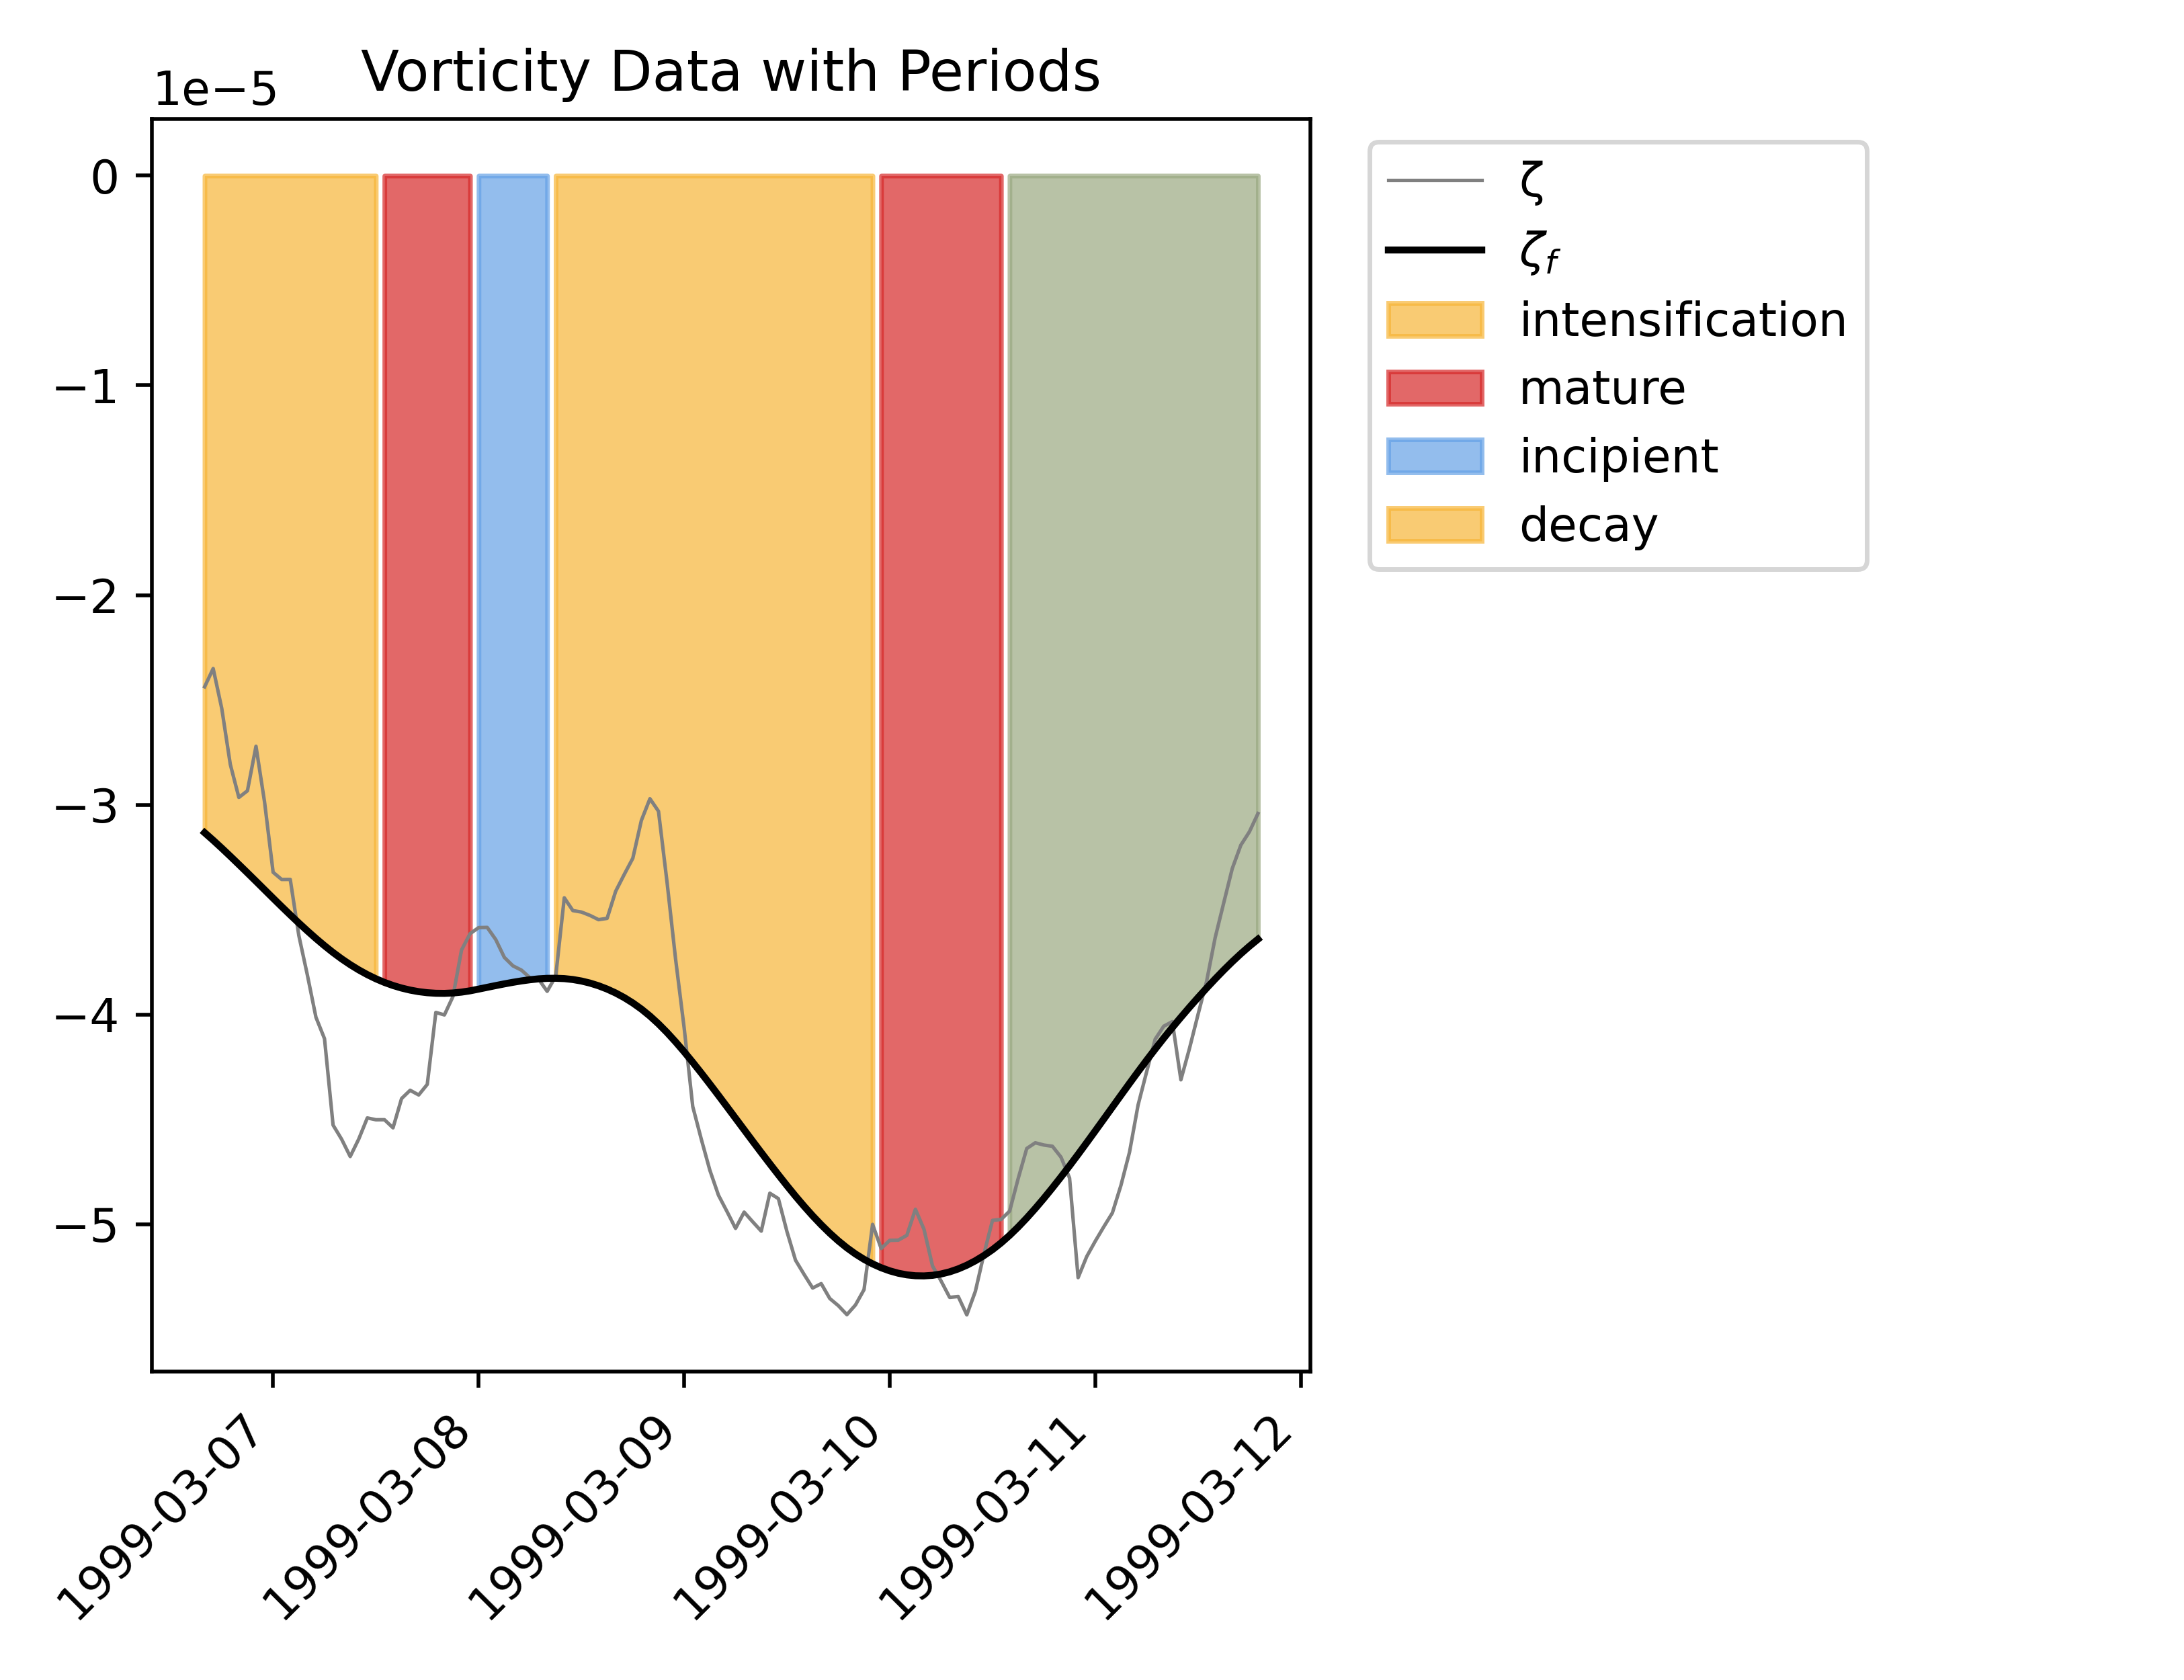 Vorticity Data with Periods
1e−5
0
−1
−2
−3
−4
−5
1999-03-07
1999-03-08
1999-03-09
1999-03-10
1999-03-11
1999-03-12
ζ
ζf
intensification
mature
incipient
decay